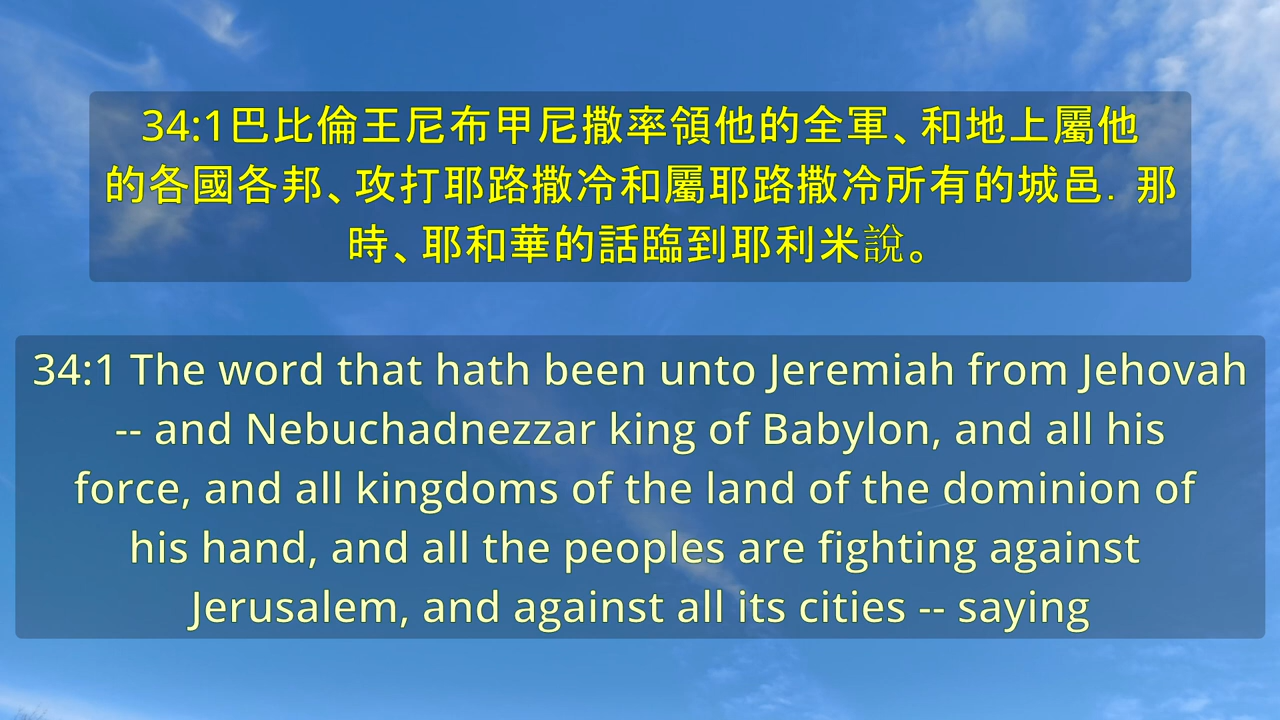 34:1巴比倫王尼布甲尼撒率領他的全軍、和地上屬他
的各國各邦、攻打耶路撒冷和屬耶路撒冷所有的城邑．那
時、耶和華的話臨到耶利米說。
34:1 The word that hath been unto Jeremiah from Jehovah
-- and Nebuchadnezzar king of Babylon, and all his
force, and all kingdoms of the land of the dominion of
his hand, and all the peoples are fighting against
Jerusalem, and against all its cities -- saying